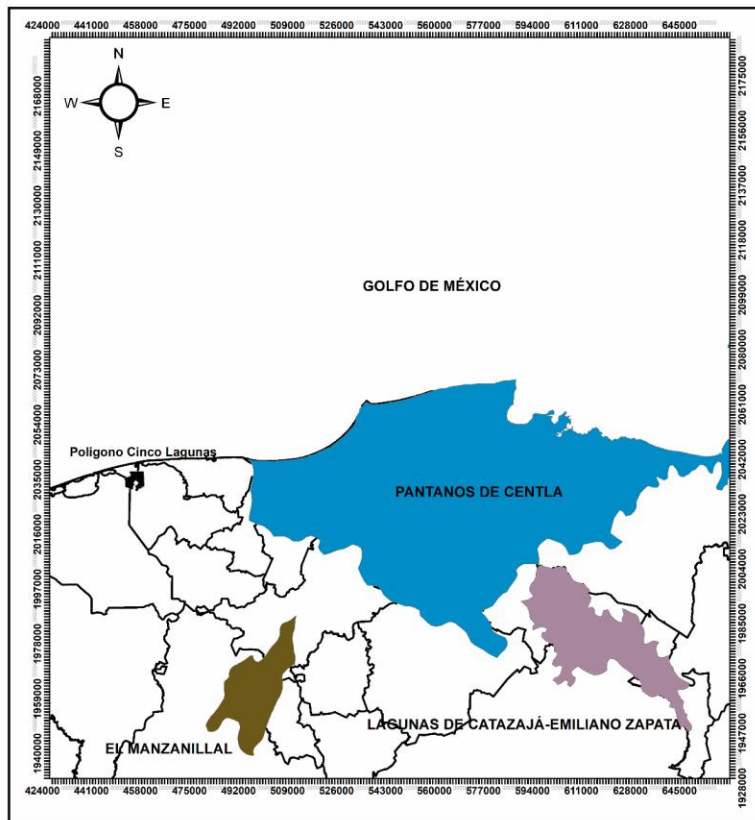 424000 441000 458000 475000 492000 509000 526000 543000 560000 577000 594000 611000 628000 645000
2168000
2149000
2130000
2111000
2092000
2073000
2054000
2035000
2016000
1997000
1978000
1959000
1940000
N
W E
S
GOLFO DE MÉXICO
Poligono Cinco Lagunas
PANTANOS DE CENTLA
LAGUNAS DE CATAZAJÁ-EMILIANO ZAPATA
EL MANZANILLAL
2175000
2156000
2137000
2118000
2099000
2080000
2061000
2042000
2023000
2004000
1985000
1966000
1947000
1928000
424000 441000 458000 475000 492000 509000 526000 543000 560000 577000 594000 611000 628000 645000